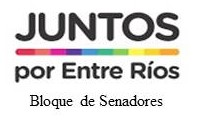 JUNTOS
por Entre Ríos
Bloque de Senadores